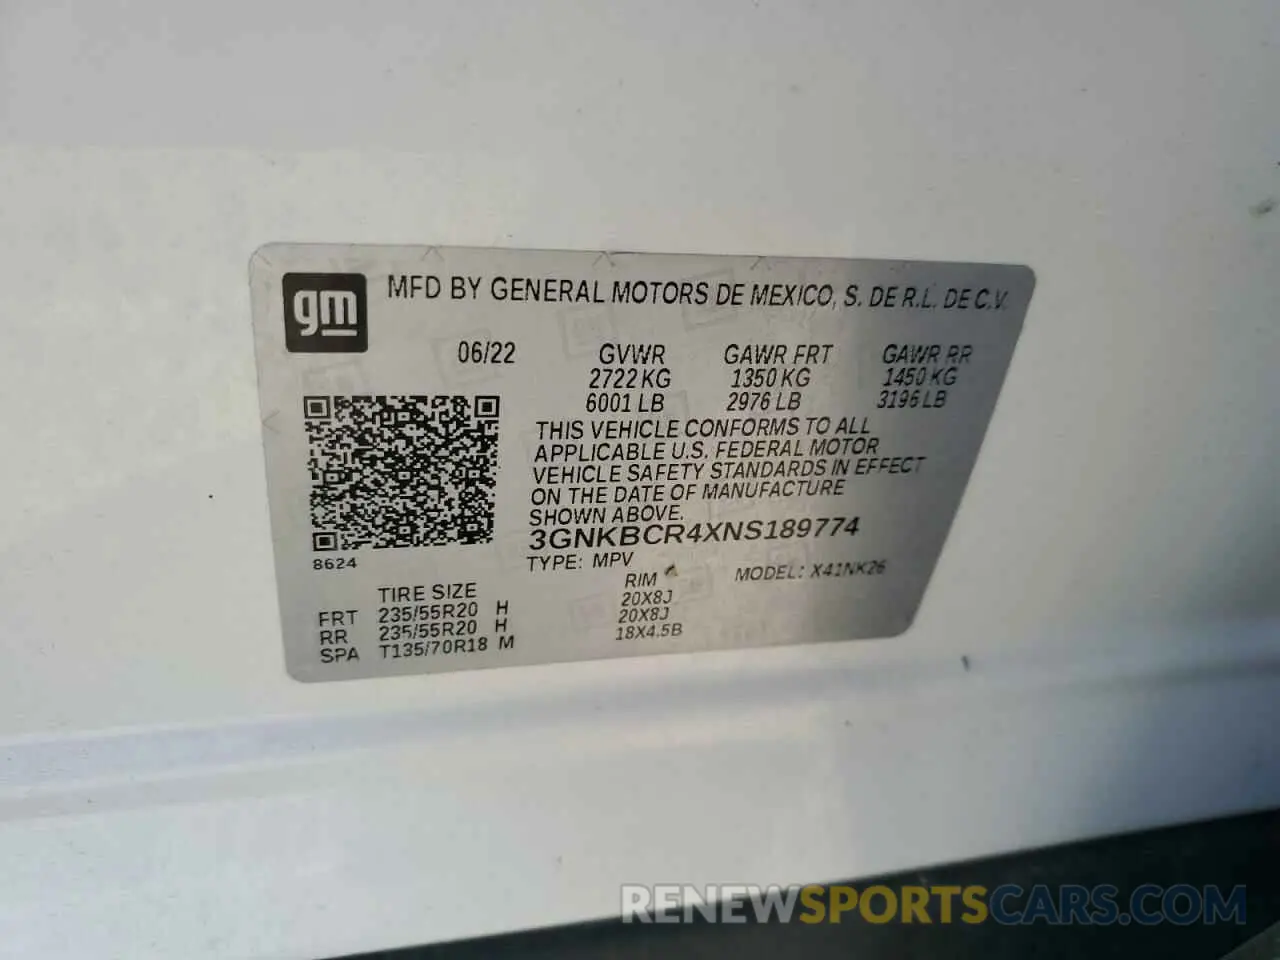 gm
MFD BY GENERAL MOTORS DE MEXICO, S. DE R.L. DE C.V.
06/22 GVWR GAWR FRT GAWR RR
2722 KG 1350 KG 1450 KG
6001 LB 2976 LB 3196 LB
THIS VEHICLE CONFORMS TO ALL
APPLICABLE U.S. FEDERAL MOTOR
VEHICLE SAFETY STANDARDS IN EFFECT
ON THE DATE OF MANUFACTURE
SHOWN ABOVE.
3GNKBCR4XNS189774
8624
TYPE: MPV MODEL: X41NK26
TIRE SIZE RIM
FRT 235/55R20 H 20X8J
RR 235/55R20 H 20X8J
SPA T135/70R18 M 18X4.5B
RENEWSPORTSCARS.COM